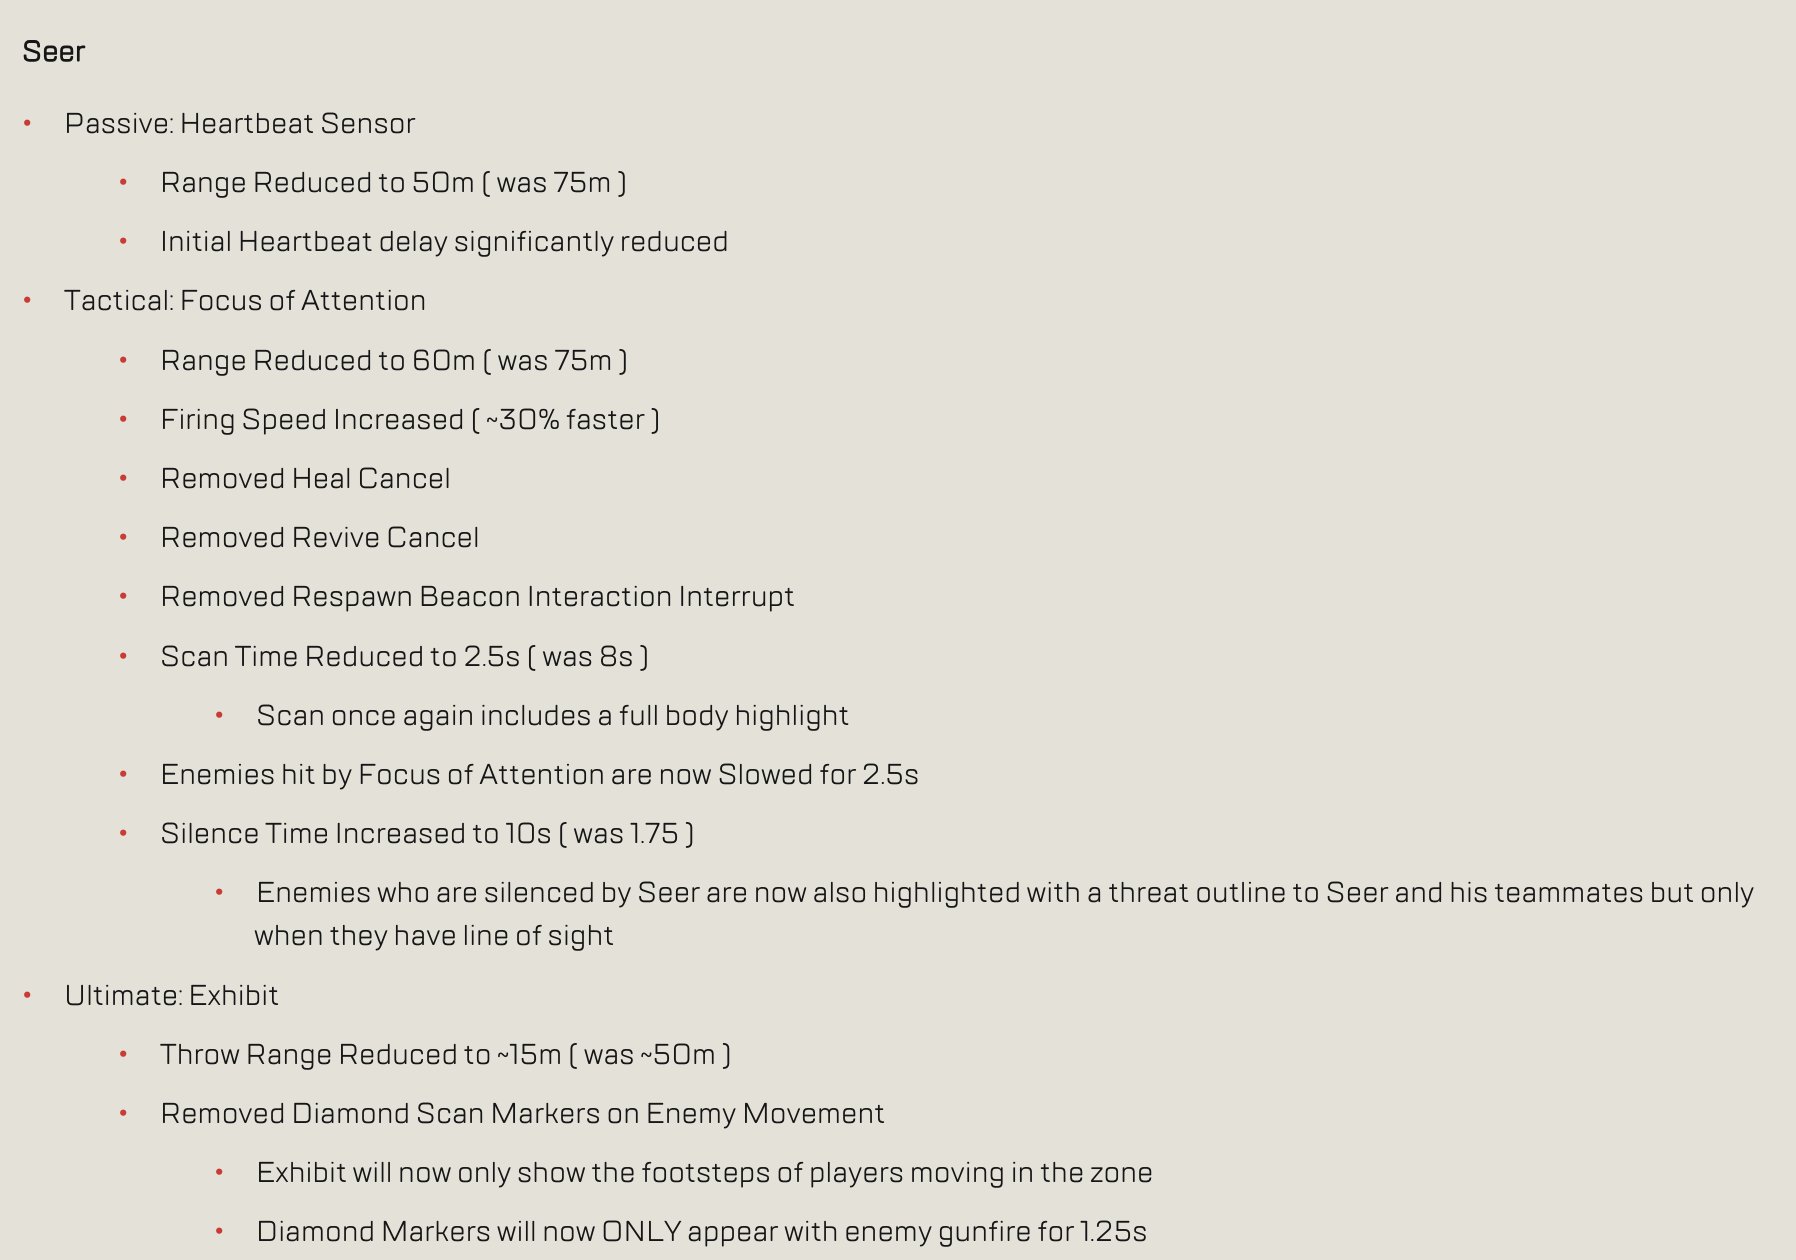 Seer
• Passive: Heartbeat Sensor
• Range Reduced to 50m ( was 75m )
• Initial Heartbeat delay significantly reduced
• Tactical: Focus of Attention
• Range Reduced to 60m ( was 75m )
• Firing Speed Increased ( ~30% faster )
• Removed Heal Cancel
• Removed Revive Cancel
• Removed Respawn Beacon Interaction Interrupt
• Scan Time Reduced to 2.5s ( was 8s )
• Scan once again includes a full body highlight
• Enemies hit by Focus of Attention are now Slowed for 2.5s
• Silence Time Increased to 10s ( was 1.75 )
• Enemies who are silenced by Seer are now also highlighted with a threat outline to Seer and his teammates but only
when they have line of sight
• Ultimate: Exhibit
• Throw Range Reduced to ~15m ( was ~50m )
• Removed Diamond Scan Markers on Enemy Movement
• Exhibit will now only show the footsteps of players moving in the zone
• Diamond Markers will now ONLY appear with enemy gunfire for 1.25s